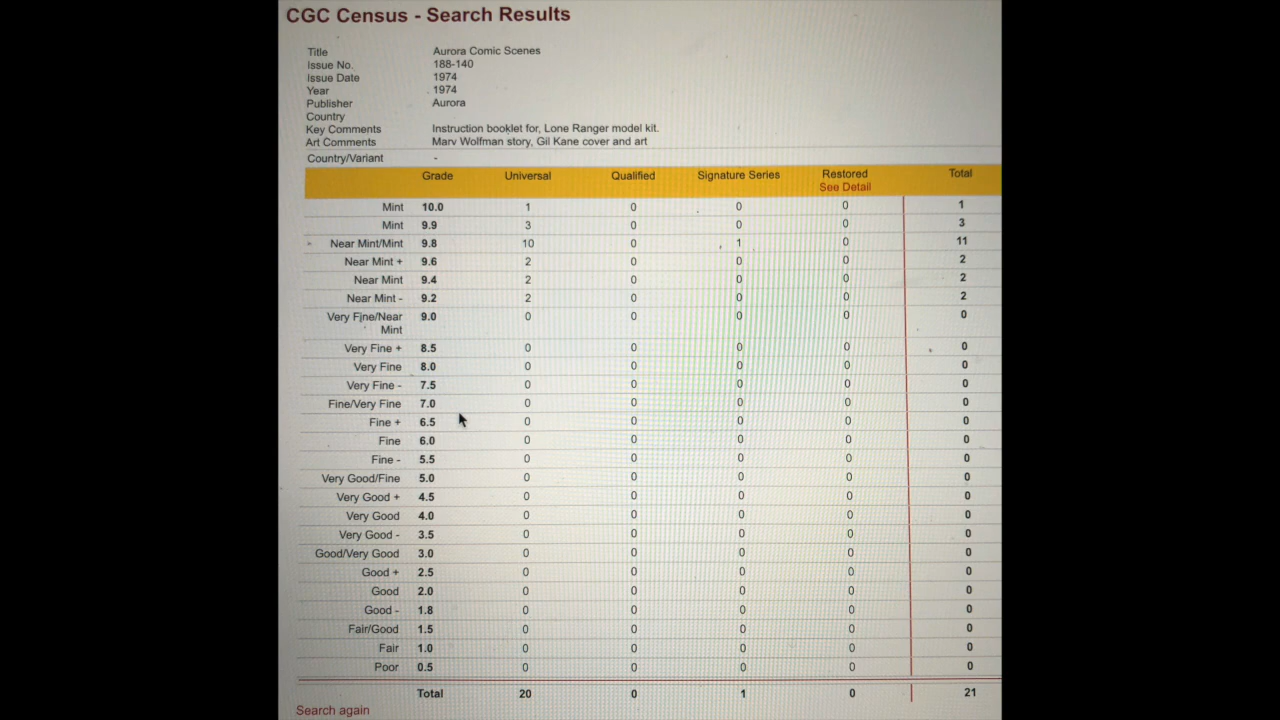 CGC Census - Search Results
Title Aurora Comic Scenes
Issue No. 188-140
Issue Date 1974
Year 1974
Publisher Aurora
Country
Key Comments Instruction booklet for, Lone Ranger model kit.
Art Comments Marv Wolfman story, Gil Kane cover and art
Country/Variant -
Grade Universal Qualified Signature Series Restored Total
See Detail
Mint 10.0 1 0 0 0 1
Mint 9.9 3 0 0 0 3
Near Mint/Mint 9.8 10 0 1 0 11
Near Mint + 9.6 2 0 0 0 2
Near Mint 9.4 2 0 0 0 2
Near Mint - 9.2 2 0 0 0 2
Very Fine/Near 9.0 0 0 0 0 0
Mint
Very Fine + 8.5 0 0 0 0 0
Very Fine 8.0 0 0 0 0 0
Very Fine - 7.5 0 0 0 0 0
Fine/Very Fine 7.0 0 0 0 0 0
Fine + 6.5 0 0 0 0 0
Fine 6.0 0 0 0 0 0
Fine - 5.5 0 0 0 0 0
Very Good/Fine 5.0 0 0 0 0 0
Very Good + 4.5 0 0 0 0 0
Very Good 4.0 0 0 0 0 0
Very Good - 3.5 0 0 0 0 0
Good/Very Good 3.0 0 0 0 0 0
Good + 2.5 0 0 0 0 0
Good 2.0 0 0 0 0 0
Good - 1.8 0 0 0 0 0
Fair/Good 1.5 0 0 0 0 0
Fair 1.0 0 0 0 0 0
Poor 0.5 0 0 0 0 0
Total 20 0 1 0 21
Search again